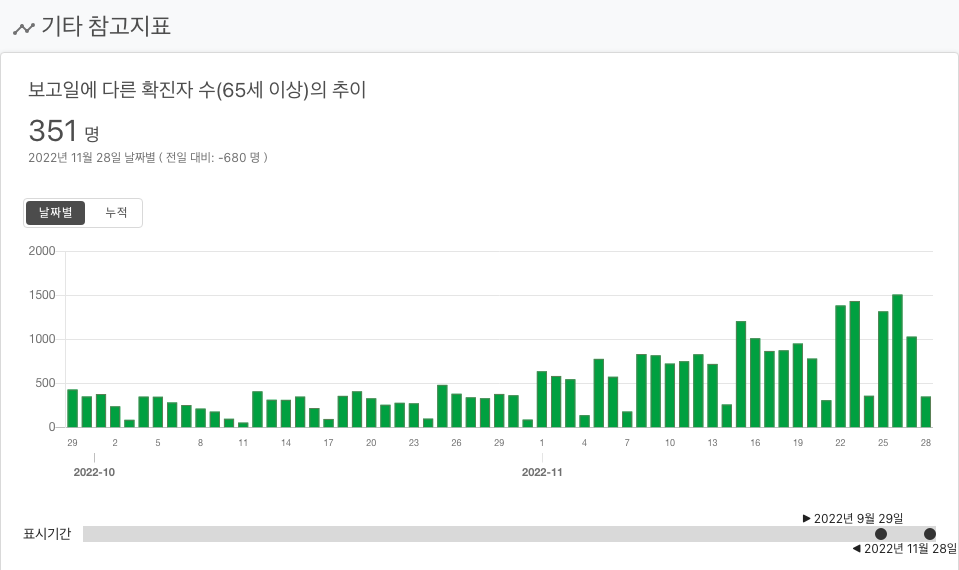 기타 참고지표
보고일에 다른 확진자 수(65세 이상)의 추이
351 명
2022년 11월 28일 날짜별 ( 전일 대비: -680 명 )
날짜별 누적
2000
1500
1000
500
0
29 2 5 8 11 14 17 20 23 26 29 1 4 7 10 13 16 19 22 25 28
2022-10 2022-11
▶ 2022년 9월 29일
표시기간
◀ 2022년 11월 28일